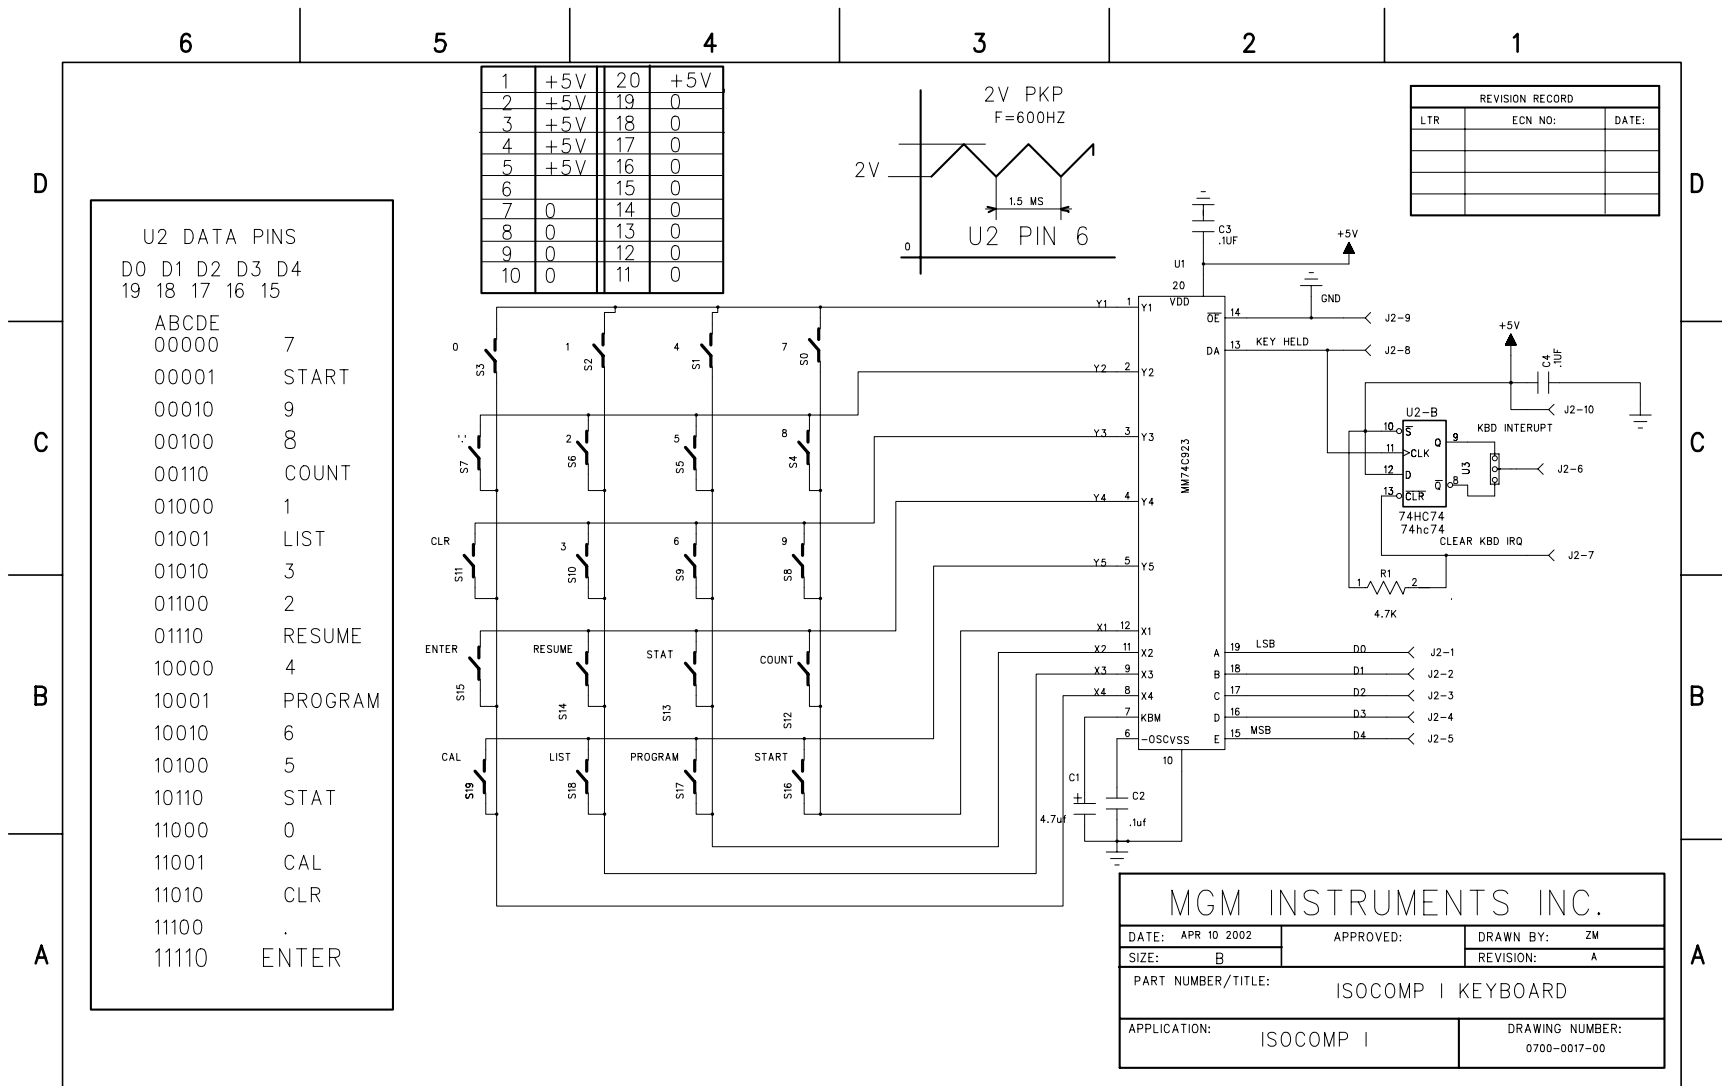 6 5 4 3 2 1
D
C
B
A
D
C
B
A
1 +5V 20 +5V
2 +5V 19 0
3 +5V 18 0
4 +5V 17 0
5 +5V 16 0
6 15 0
7 0 14 0
8 0 13 0
9 0 12 0
10 0 11 0
2V PKP
F=600HZ
2V
1.5 MS
0
U2 PIN 6
REVISION RECORD
LTR ECN NO: DATE:
U2 DATA PINS
D0 D1 D2 D3 D4
19 18 17 16 15
ABCDE
00000 7
00001 START
00010 9
00100 8
00110 COUNT
01000 1
01001 LIST
01010 3
01100 2
01110 RESUME
10000 4
10001 PROGRAM
10010 6
10100 5
10110 STAT
11000 0
11001 CAL
11010 CLR
11100 .
11110 ENTER
0 S3
1 S2
4 S1
7 S0
S7
2 S6
5 S5
8 S4
CLR S11
3 S10
6 S9
9 S8
ENTER S15
RESUME S14
STAT S13
COUNT S12
CAL S19
LIST S18
PROGRAM S17
START S16
C3
.1UF
+5V
U1
20
VDD
MM74C923
Y1 1 Y1
Y2 2 Y2
Y3 3 Y3
Y4 4 Y4
Y5 5 Y5
X1 12 X1
X2 11 X2
X3 9 X3
X4 8 X4
7 KBM
6 -OSCVSS
10
C1
+
4.7uf
C2
.1uf
GND
OE 14 J2-9
DA 13 KEY HELD J2-8
A 19 LSB D0 J2-1
B 18 D1 J2-2
C 17 D2 J2-3
D 16 D3 J2-4
E 15 MSB D4 J2-5
+5V
C4
.1UF
J2-10
U2-B
KBD INTERUPT
10 S Q 9
11 CLK
12 D
13 CLR Q 8
U3
J2-6
74HC74
74hc74
CLEAR KBD IRQ
J2-7
R1
1 2
4.7K
MGM INSTRUMENTS INC.
DATE: APR 10 2002 APPROVED: DRAWN BY: ZM
SIZE: B REVISION: A
PART NUMBER/TITLE:
ISOCOMP I KEYBOARD
APPLICATION: ISOCOMP I
DRAWING NUMBER:
0700-0017-00